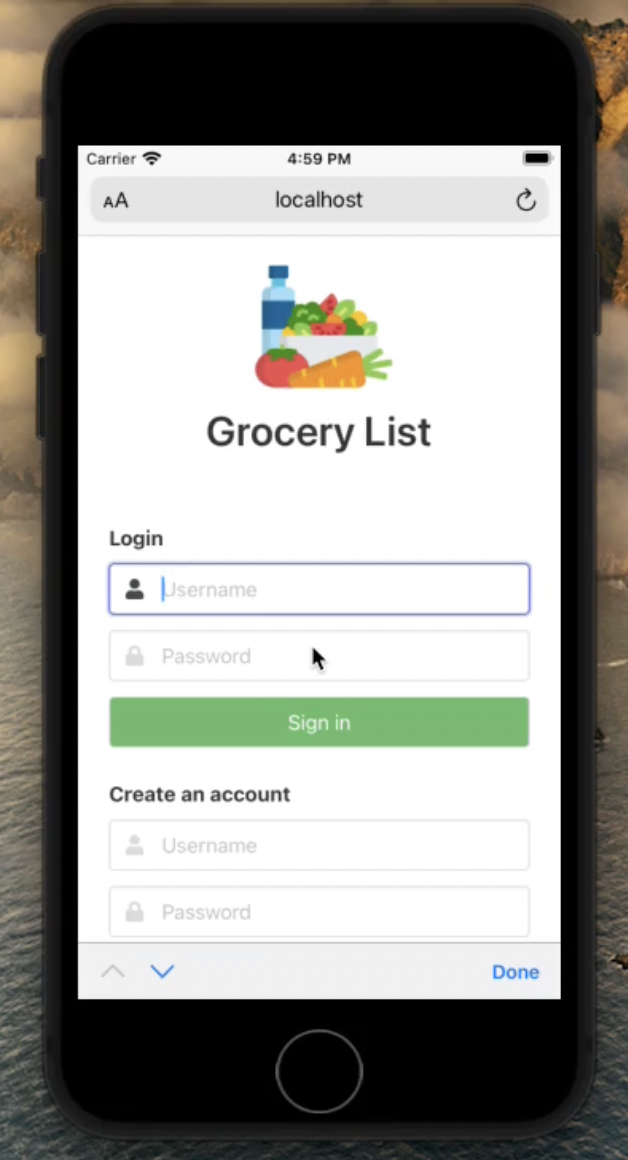 Carrier 4:59 PM
AA localhost
Grocery List
Login
Username
Password
Sign in
Create an account
Username
Password
Done